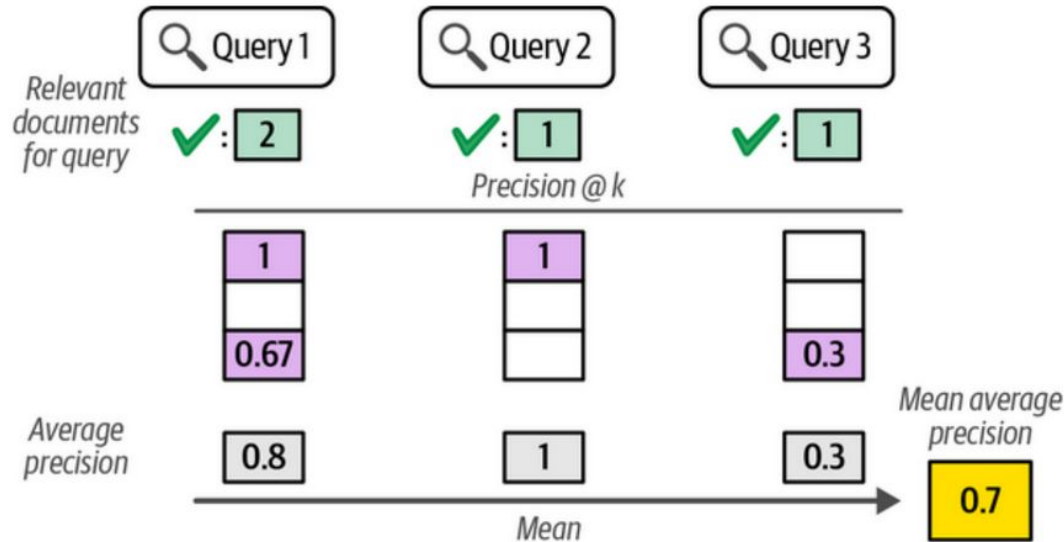 Query 1
Query 2
Query 3
Relevant
documents
for query
: 2
: 1
: 1
Precision @ k
1
1
0.67
0.3
Average
precision
0.8
1
0.3
Mean average
precision
0.7
Mean